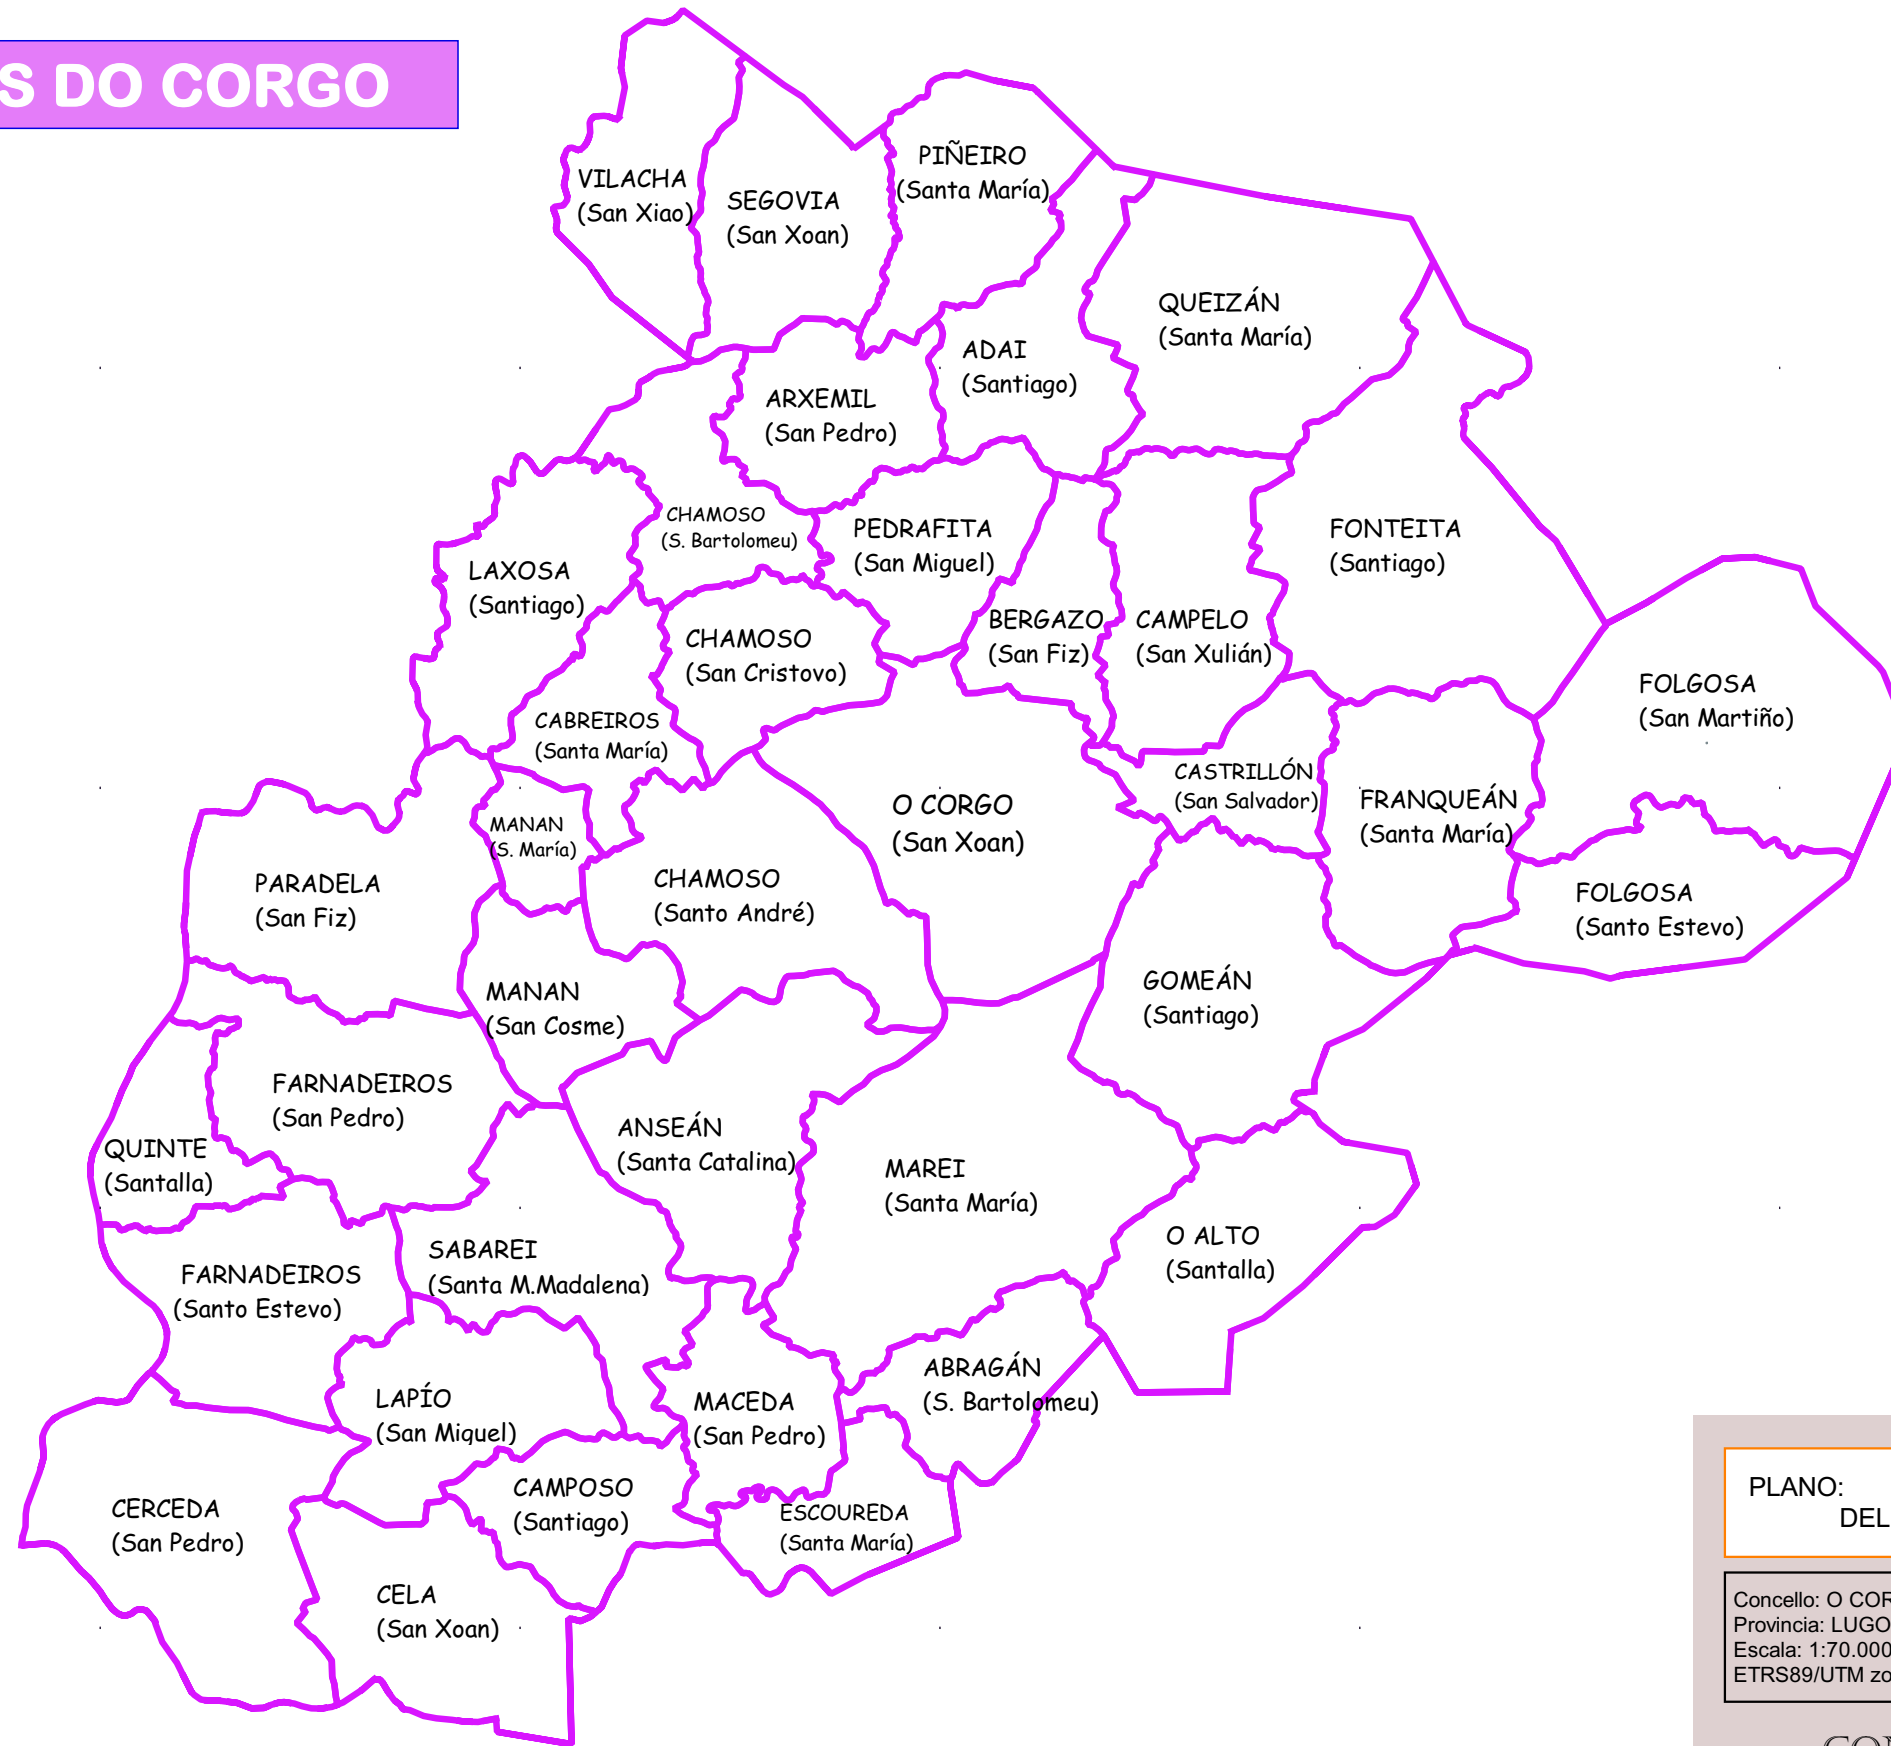 S DO CORGO
VILACHA
(San Xiao)
SEGOVIA
(San Xoan)
PIÑEIRO
(Santa María)
QUEIZÁN
(Santa María)
ADAI
(Santiago)
ARXEMIL
(San Pedro)
CHAMOSO
(S. Bartolomeu)
PEDRAFITA
(San Miguel)
FONTEITA
(Santiago)
LAXOSA
(Santiago)
CHAMOSO
(San Cristovo)
BERGAZO
(San Fiz)
CAMPELO
(San Xulián)
FOLGOSA
(San Martiño)
CABREIROS
(Santa María)
CASTRILLÓN
(San Salvador)
O CORGO
(San Xoan)
FRANQUEÁN
(Santa María)
MANAN
(S. María)
PARADELA
(San Fiz)
CHAMOSO
(Santo André)
FOLGOSA
(Santo Estevo)
MANAN
(San Cosme)
GOMEÁN
(Santiago)
FARNADEIROS
(San Pedro)
ANSEÁN
(Santa Catalina)
QUINTE
(Santalla)
MAREI
(Santa María)
O ALTO
(Santalla)
SABAREI
(Santa M.Madalena)
FARNADEIROS
(Santo Estevo)
ABRAGÁN
(S. Bartolomeu)
LAPÍO
(San Miguel)
MACEDA
(San Pedro)
CAMPOSO
(Santiago)
ESCOUREDA
(Santa María)
CERCEDA
(San Pedro)
CELA
(San Xoan)
PLANO:
DEL
Concello: O COR
Provincia: LUGO
Escala: 1:70.000
ETRS89/UTM zo